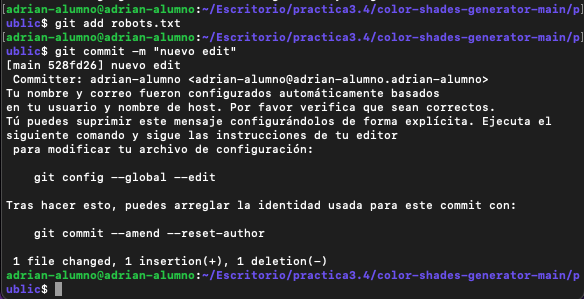 [adrian-alumno@adrian-alumno:~/Escritorio/practica3.4/color-shades-generator-main/p]
ublic$ git add robots.txt
[adrian-alumno@adrian-alumno:~/Escritorio/practica3.4/color-shades-generator-main/p]
ublic$ git commit -m "nuevo edit"
[main 528fd26] nuevo edit
 Committer: adrian-alumno <adrian-alumno@adrian-alumno.adrian-alumno>
Tu nombre y correo fueron configurados automáticamente basados
en tu usuario y nombre de host. Por favor verifica que sean correctos.
Tú puedes suprimir este mensaje configurándolos de forma explícita. Ejecuta el
siguiente comando y sigue las instrucciones de tu editor
 para modificar tu archivo de configuración:
    git config --global --edit
Tras hacer esto, puedes arreglar la identidad usada para este commit con:
    git commit --amend --reset-author
 1 file changed, 1 insertion(+), 1 deletion(-)
adrian-alumno@adrian-alumno:~/Escritorio/practica3.4/color-shades-generator-main/p
ublic$